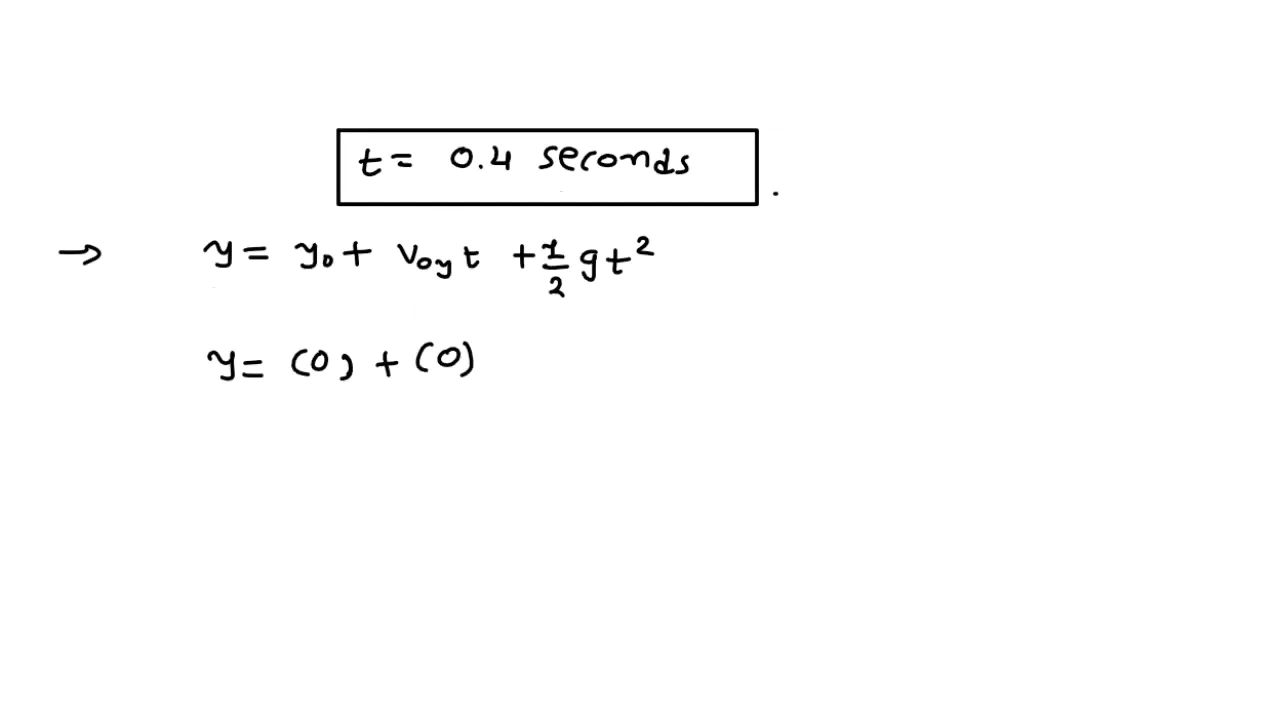 t = 0.4 seconds .
→ y = y₀ + v₀y t + 1/2 g t²
y = (0) + (0)